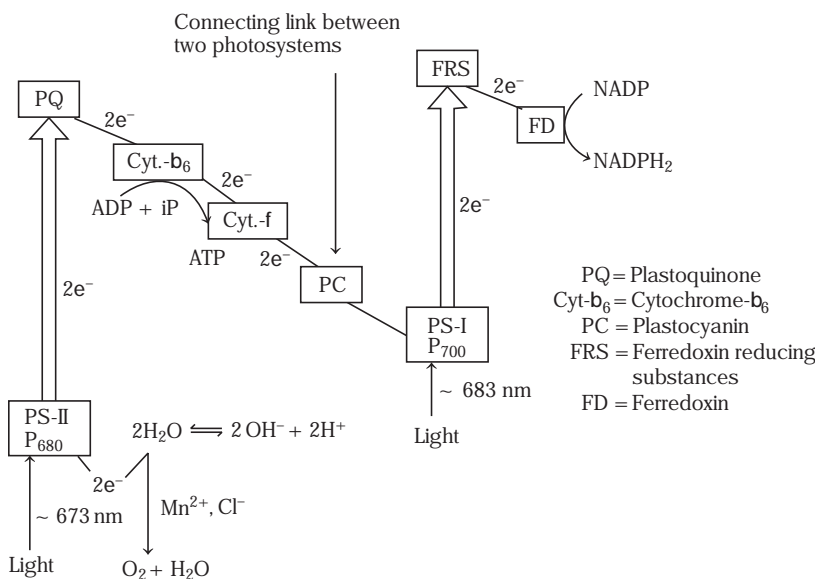 Connecting link between
two photosystems
FRS
2e⁻
NADP
FD
NADPH₂
PQ
2e⁻
Cyt.-b₆
2e⁻
ADP + iP
Cyt.-f
ATP
2e⁻
PC
2e⁻
2e⁻
PS-I
P₇₀₀
~ 683 nm
Light
PQ = Plastoquinone
Cyt-b₆ = Cytochrome-b₆
PC = Plastocyanin
FRS = Ferredoxin reducing
substances
FD = Ferredoxin
PS-II
P₆₈₀
2H₂O ⇌ 2 OH⁻ + 2H⁺
2e⁻
Mn²⁺, Cl⁻
~ 673 nm
Light
O₂ + H₂O